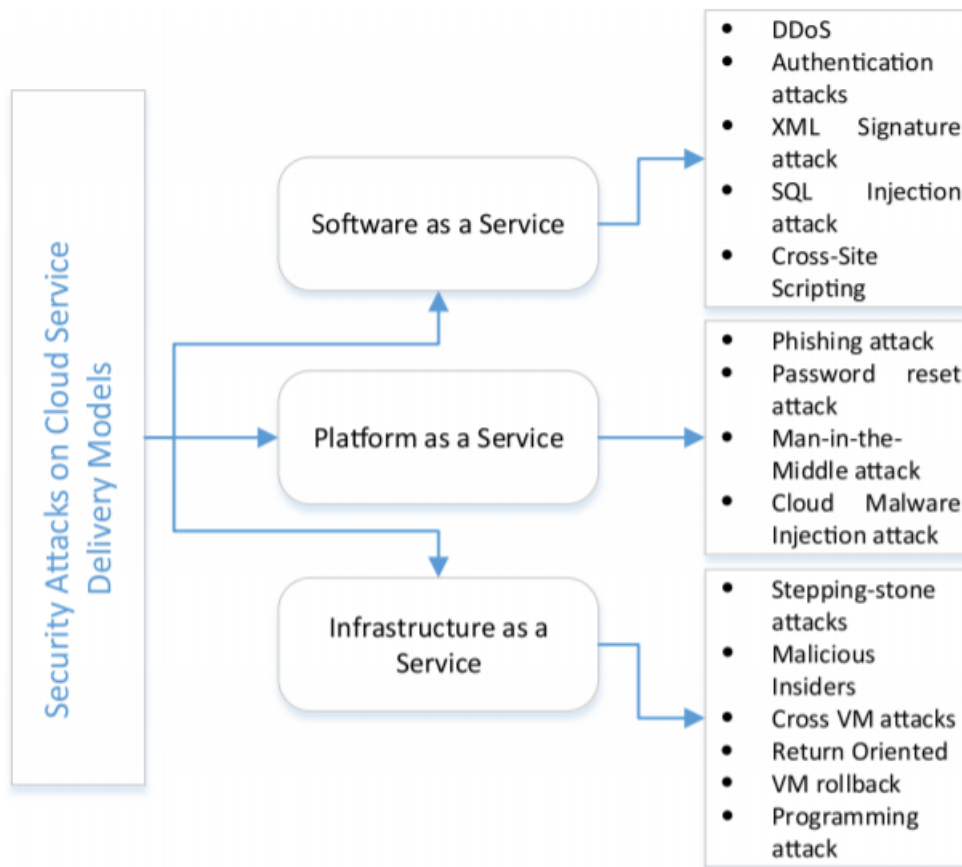 Security Attacks on Cloud Service
Delivery Models
Software as a Service
Platform as a Service
Infrastructure as a
Service
• DDoS
• Authentication
attacks
• XML Signature
attack
• SQL Injection
attack
• Cross-Site
Scripting
• Phishing attack
• Password reset
attack
• Man-in-the-
Middle attack
• Cloud Malware
Injection attack
• Stepping-stone
attacks
• Malicious
Insiders
• Cross VM attacks
• Return Oriented
• VM rollback
• Programming
attack